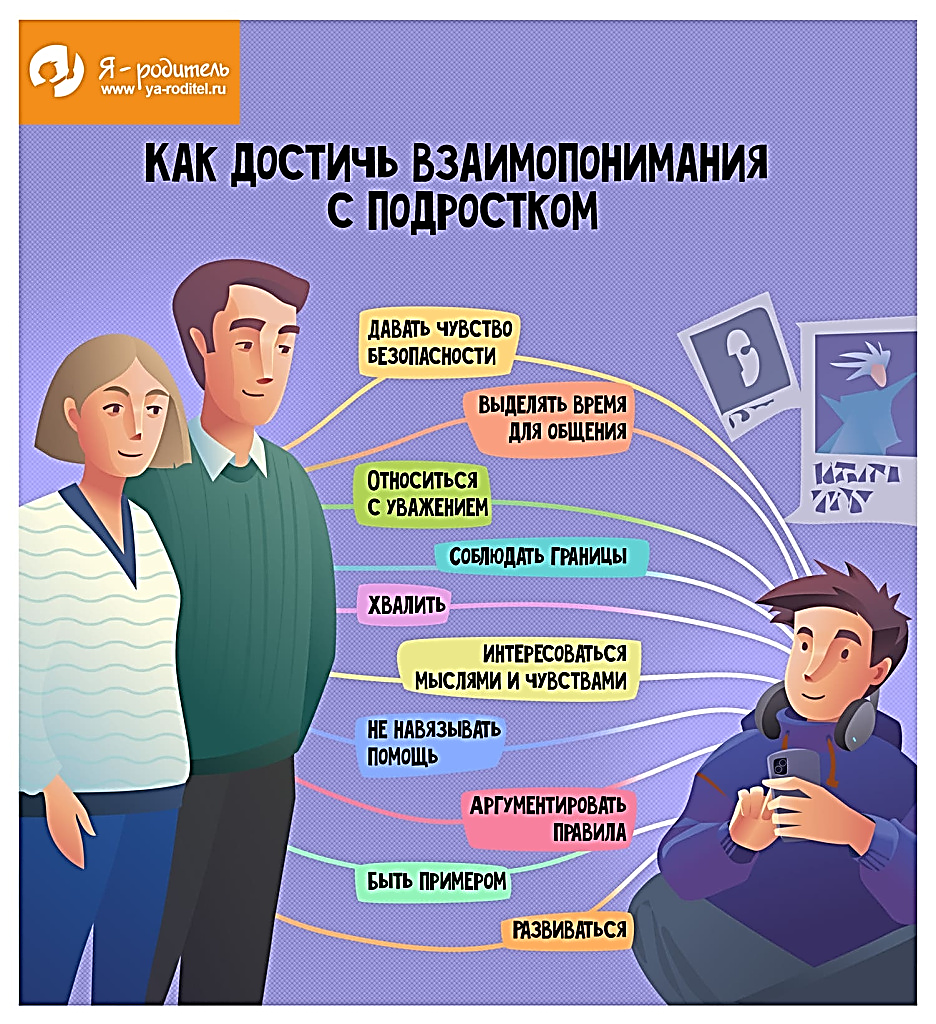 Я - родитель
www.ya-roditel.ru
КАК ДОСТИЧЬ ВЗАИМОПОНИМАНИЯ
С ПОДРОСТКОМ
ДАВАТЬ ЧУВСТВО
БЕЗОПАСНОСТИ
ВЫДЕЛЯТЬ ВРЕМЯ
ДЛЯ ОБЩЕНИЯ
ОТНОСИТЬСЯ
С УВАЖЕНИЕМ
СОБЛЮДАТЬ ГРАНИЦЫ
ХВАЛИТЬ
ИНТЕРЕСОВАТЬСЯ
МЫСЛЯМИ И ЧУВСТВАМИ
НЕ НАВЯЗЫВАТЬ
ПОМОЩЬ
АРГУМЕНТИРОВАТЬ
ПРАВИЛА
БЫТЬ ПРИМЕРОМ
РАЗВИВАТЬСЯ